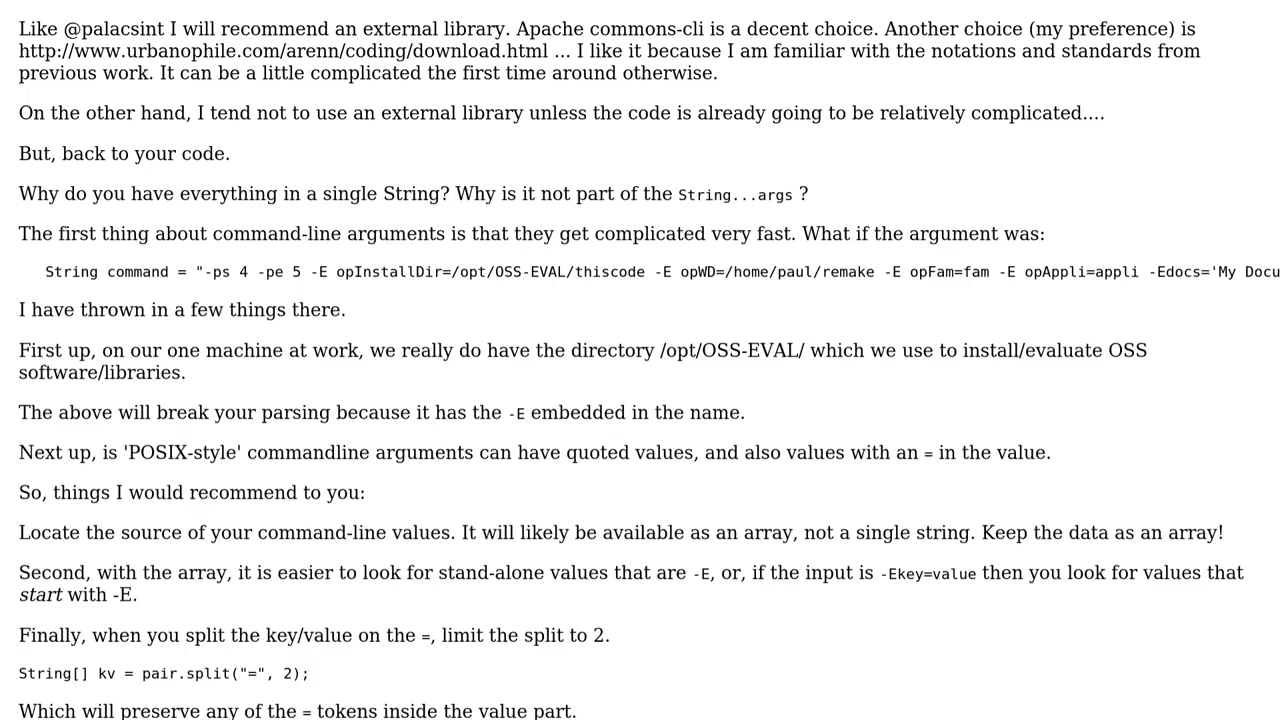 Like @palacsint I will recommend an external library. Apache commons-cli is a decent choice. Another choice (my preference) is
http://www.urbanophile.com/arenn/coding/download.html ... I like it because I am familiar with the notations and standards from
previous work. It can be a little complicated the first time around otherwise.
On the other hand, I tend not to use an external library unless the code is already going to be relatively complicated....
But, back to your code.
Why do you have everything in a single String? Why is it not part of the String...args ?
The first thing about command-line arguments is that they get complicated very fast. What if the argument was:
String command = "-ps 4 -pe 5 -E opInstallDir=/opt/OSS-EVAL/thiscode -E opWD=/home/paul/remake -E opFam=fam -E opAppli=appli -Edocs='My Docu
I have thrown in a few things there.
First up, on our one machine at work, we really do have the directory /opt/OSS-EVAL/ which we use to install/evaluate OSS
software/libraries.
The above will break your parsing because it has the -E embedded in the name.
Next up, is 'POSIX-style' commandline arguments can have quoted values, and also values with an = in the value.
So, things I would recommend to you:
Locate the source of your command-line values. It will likely be available as an array, not a single string. Keep the data as an array!
Second, with the array, it is easier to look for stand-alone values that are -E, or, if the input is -Ekey=value then you look for values that
start with -E.
Finally, when you split the key/value on the =, limit the split to 2.
String[] kv = pair.split("=", 2);
Which will preserve any of the = tokens inside the value part.